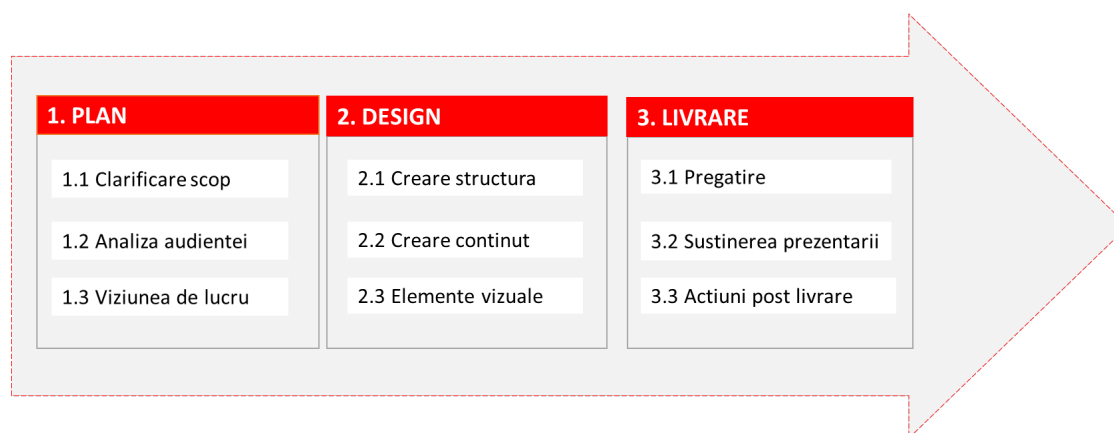 1. PLAN
1.1 Clarificare scop
1.2 Analiza audientei
1.3 Viziunea de lucru
2. DESIGN
2.1 Creare structura
2.2 Creare continut
2.3 Elemente vizuale
3. LIVRARE
3.1 Pregatire
3.2 Sustinerea prezentarii
3.3 Actiuni post livrare